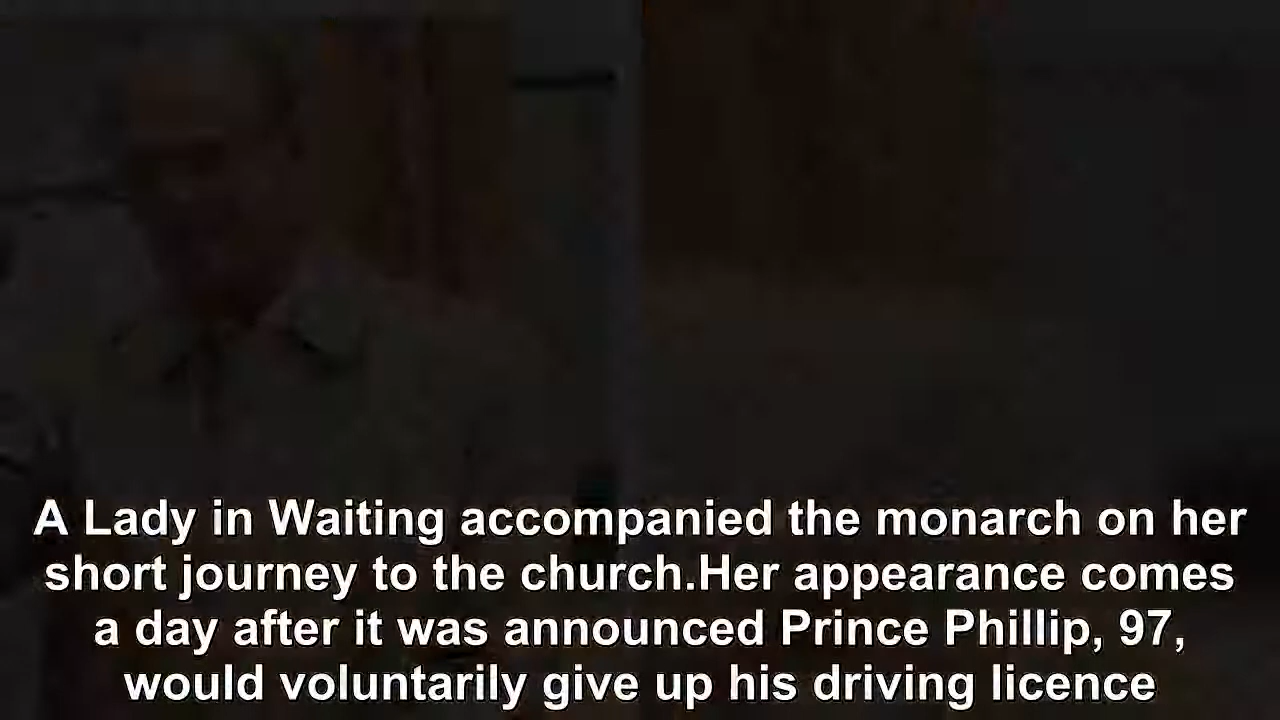 A Lady in Waiting accompanied the monarch on her
short journey to the church.Her appearance comes
a day after it was announced Prince Phillip, 97,
would voluntarily give up his driving licence